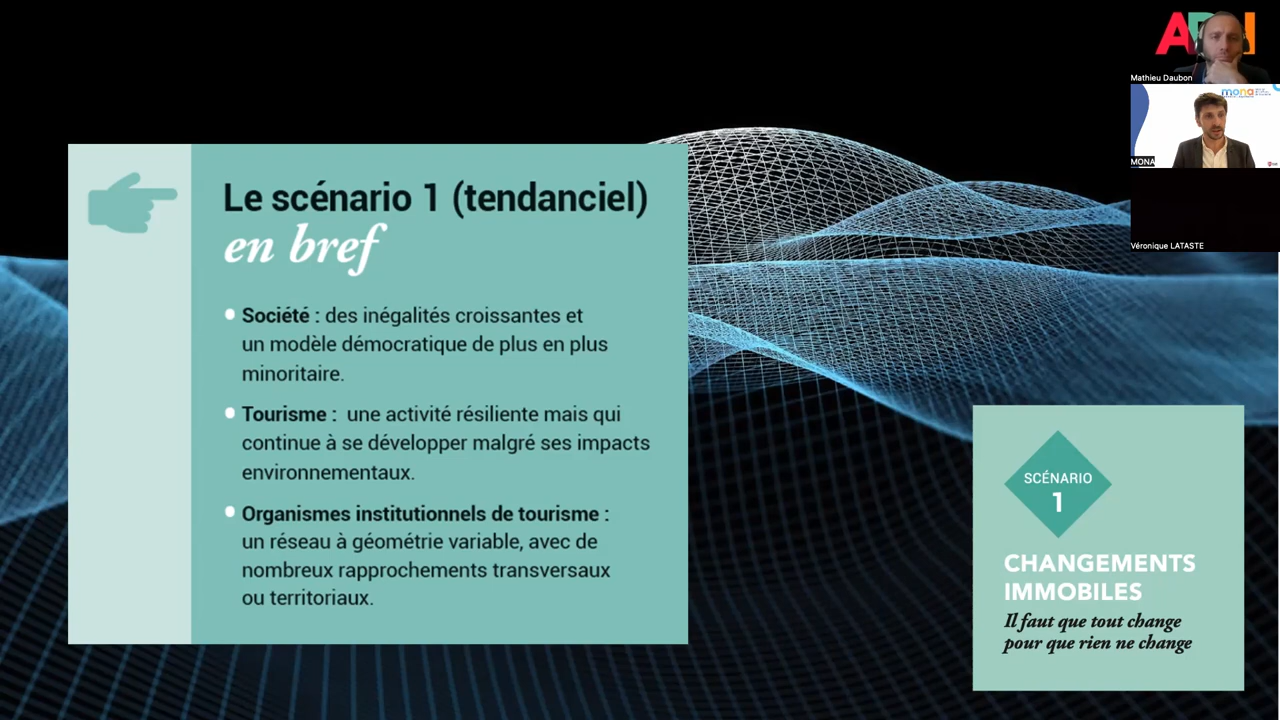 Le scénario 1 (tendanciel)
en bref
• Société : des inégalités croissantes et
un modèle démocratique de plus en plus
minoritaire.
• Tourisme : une activité résiliente mais qui
continue à se développer malgré ses impacts
environnementaux.
• Organismes institutionnels de tourisme :
un réseau à géométrie variable, avec de
nombreux rapprochements transversaux
ou territoriaux.
SCÉNARIO
1
CHANGEMENTS
IMMOBILES
Il faut que tout change
pour que rien ne change
Mathieu Daubon
mona
MONA
Véronique LATASTE